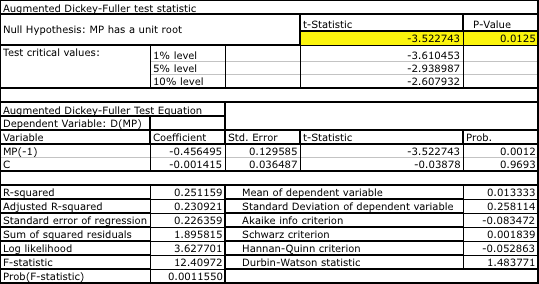 Augmented Dickey-Fuller test statistic
Null Hypothesis: MP has a unit root t-Statistic P-Value
-3.522743 0.0125
Test critical values: 1% level -3.610453
5% level -2.938987
10% level -2.607932
Augmented Dickey-Fuller Test Equation
Dependent Variable: D(MP)
Variable Coefficient Std. Error t-Statistic Prob.
MP(-1) -0.456495 0.129585 -3.522743 0.0012
C -0.001415 0.036487 -0.03878 0.9693
R-squared 0.251159 Mean of dependent variable 0.013333
Adjusted R-squared 0.230921 Standard Deviation of dependent variable 0.258114
Standard error of regression 0.226359 Akaike info criterion -0.083472
Sum of squared residuals 1.895815 Schwarz criterion 0.001839
Log likelihood 3.627701 Hannan-Quinn criterion -0.052863
F-statistic 12.40972 Durbin-Watson statistic 1.483771
Prob(F-statistic) 0.0011550